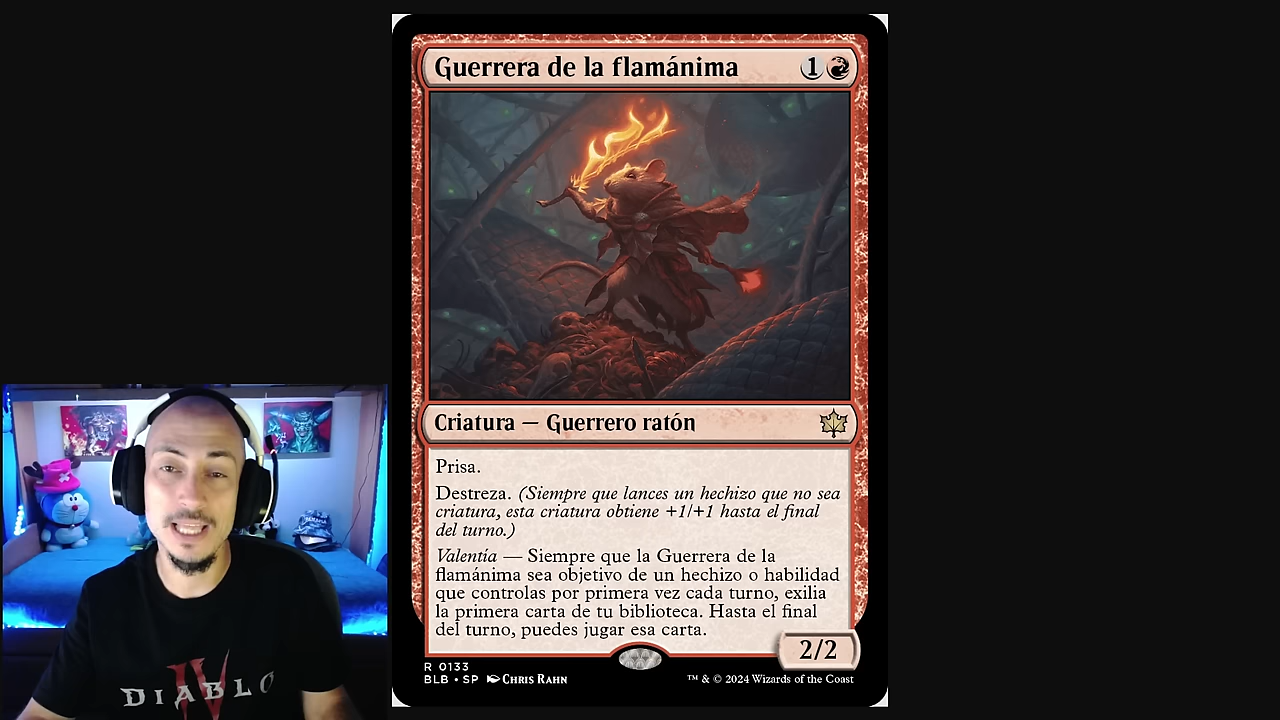 Guerrera de la flamánima
1
Criatura — Guerrero ratón
Prisa.
Destreza. (Siempre que lances un hechizo que no sea
criatura, esta criatura obtiene +1/+1 hasta el final
del turno.)
Valentía — Siempre que la Guerrera de la
flamánima sea objetivo de un hechizo o habilidad
que controlas por primera vez cada turno, exilia
la primera carta de tu biblioteca. Hasta el final
del turno, puedes jugar esa carta.
2/2
R 0133
BLB • SP Chris Rahn
™ & © 2024 Wizards of the Coast
DIABLO
IV